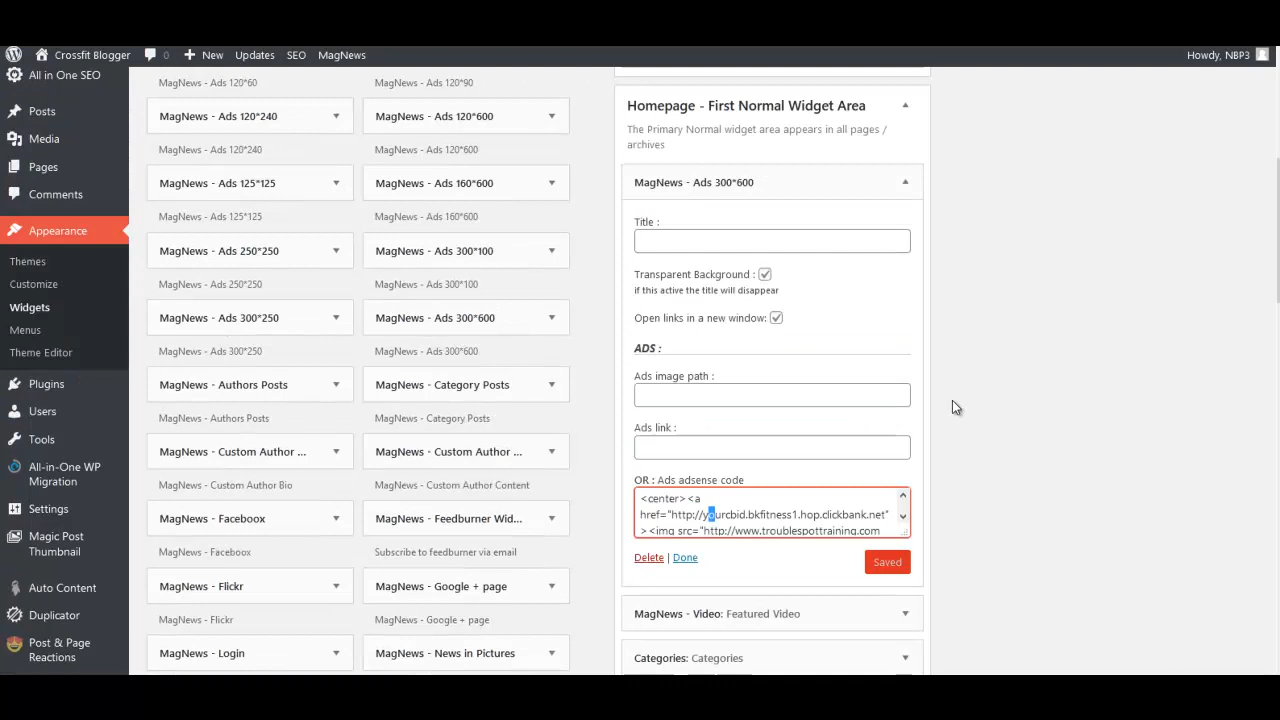 Crossfit Blogger 0 New Updates SEO MagNews Howdy, NBP3
All in One SEO
Posts
Media
Pages
Comments
Appearance
Themes
Customize
Widgets
Menus
Theme Editor
Plugins
Users
Tools
All-in-One WP
Migration
Settings
Magic Post
Thumbnail
Auto Content
Duplicator
Post & Page
Reactions
MagNews - Ads 120*60 MagNews - Ads 120*90
MagNews - Ads 120*240 MagNews - Ads 120*600
MagNews - Ads 120*240 MagNews - Ads 120*600
MagNews - Ads 125*125 MagNews - Ads 160*600
MagNews - Ads 125*125 MagNews - Ads 160*600
MagNews - Ads 250*250 MagNews - Ads 300*100
MagNews - Ads 250*250 MagNews - Ads 300*100
MagNews - Ads 300*250 MagNews - Ads 300*600
MagNews - Ads 300*250 MagNews - Ads 300*600
MagNews - Authors Posts MagNews - Category Posts
MagNews - Authors Posts MagNews - Category Posts
MagNews - Custom Author ... MagNews - Custom Author ...
MagNews - Custom Author Bio MagNews - Custom Author Content
MagNews - Faceboox MagNews - Feedburner Wid...
MagNews - Faceboox Subscribe to feedburner via email
MagNews - Flickr MagNews - Google + page
MagNews - Flickr MagNews - Google + page
MagNews - Login MagNews - News in Pictures
Homepage - First Normal Widget Area
The Primary Normal widget area appears in all pages /
archives
MagNews - Ads 300*600
Title :
Transparent Background :
if this active the title will disappear
Open links in a new window:
ADS :
Ads image path :
Ads link :
OR : Ads adsense code
<center><a
href="http://yourcbid.bkfitness1.hop.clickbank.net"
><img src="http://www.troublespottraining.com
Delete | Done Saved
MagNews - Video: Featured Video
Categories: Categories